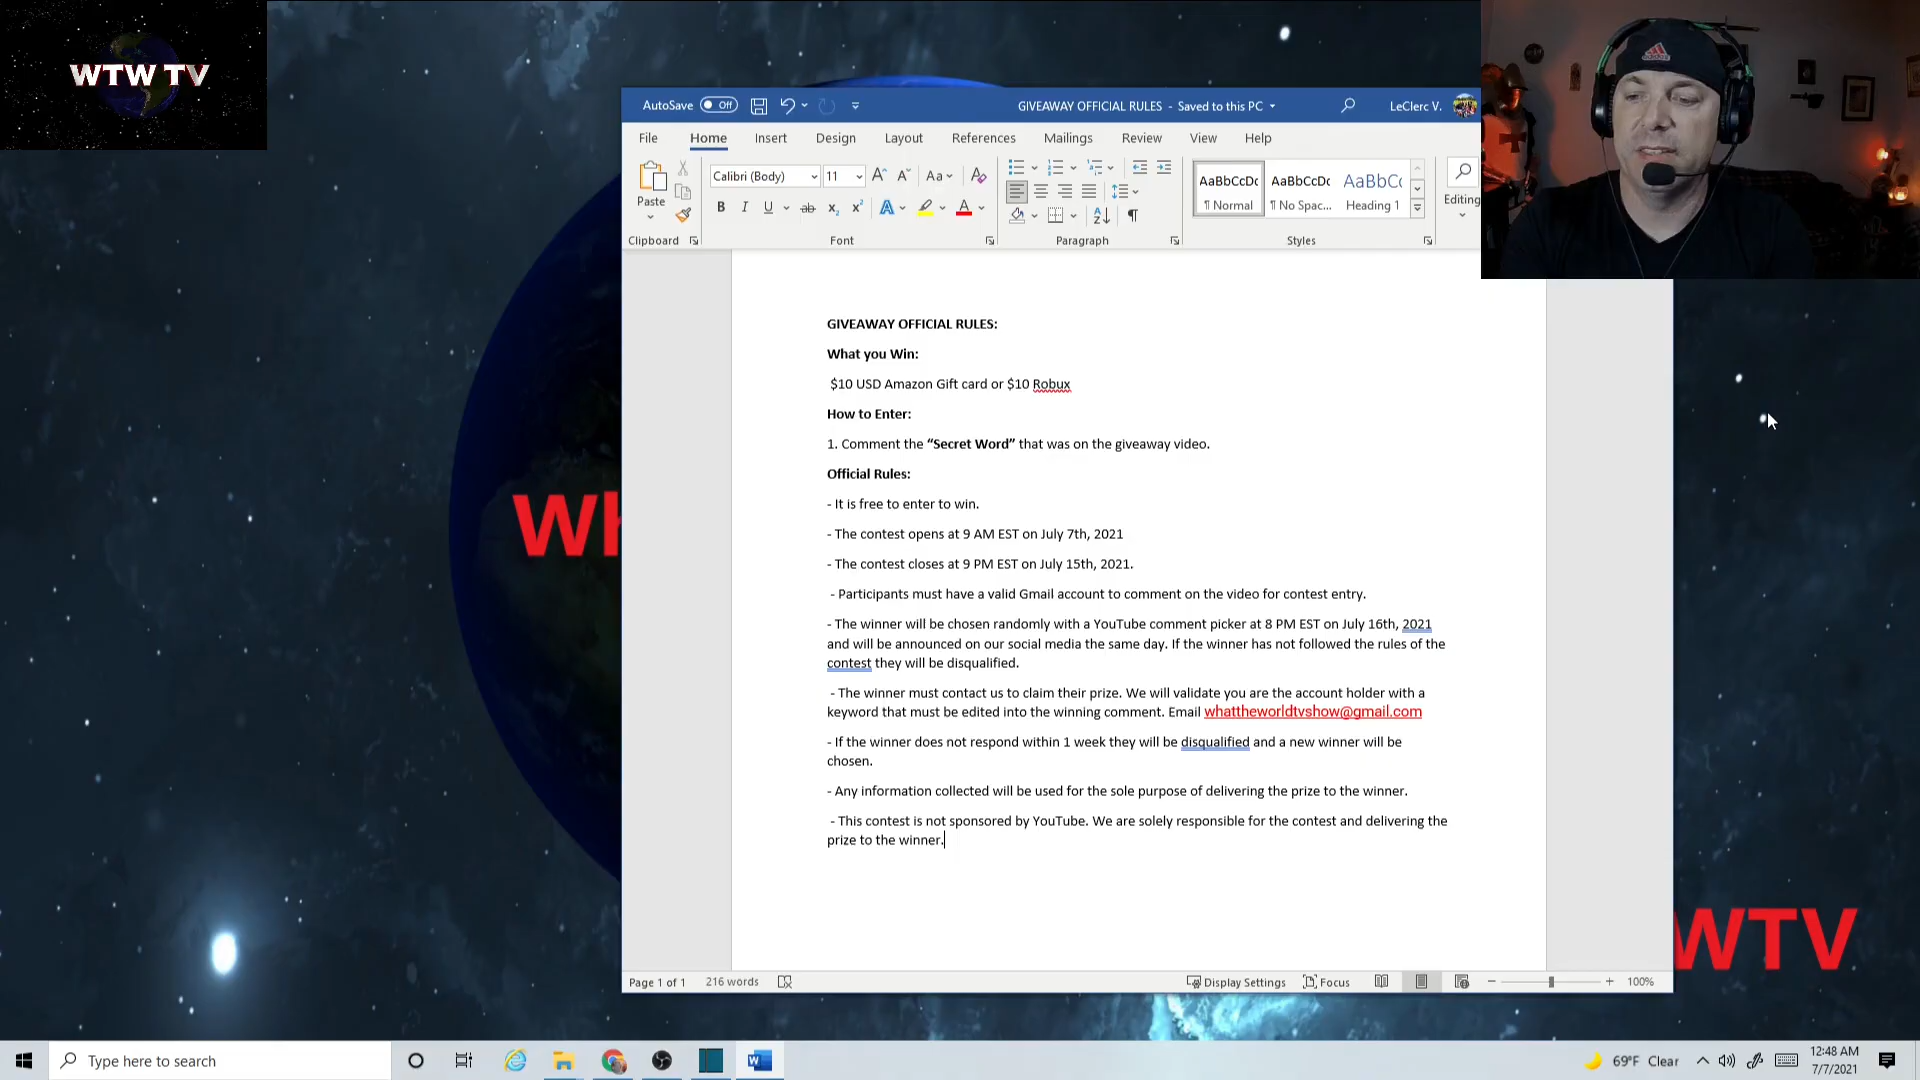 WTW TV
AutoSave Off
GIVEAWAY OFFICIAL RULES - Saved to this PC
LeClerc V.
File Home Insert Design Layout References Mailings Review View Help
Paste
Calibri (Body) 11
Aa
B I U ab x₂ x² A A
AaBbCcDc AaBbCcDc AaBbCc
¶ Normal ¶ No Spac... Heading 1
Editing
Clipboard Font Paragraph Styles
GIVEAWAY OFFICIAL RULES:
What you Win:
$10 USD Amazon Gift card or $10 Robux
How to Enter:
1. Comment the “Secret Word” that was on the giveaway video.
Official Rules:
- It is free to enter to win.
- The contest opens at 9 AM EST on July 7th, 2021
- The contest closes at 9 PM EST on July 15th, 2021.
- Participants must have a valid Gmail account to comment on the video for contest entry.
- The winner will be chosen randomly with a YouTube comment picker at 8 PM EST on July 16th, 2021
and will be announced on our social media the same day. If the winner has not followed the rules of the
contest they will be disqualified.
- The winner must contact us to claim their prize. We will validate you are the account holder with a
keyword that must be edited into the winning comment. Email whattheworldtvshow@gmail.com
- If the winner does not respond within 1 week they will be disqualified and a new winner will be
chosen.
- Any information collected will be used for the sole purpose of delivering the prize to the winner.
- This contest is not sponsored by YouTube. We are solely responsible for the contest and delivering the
prize to the winner.
Wh
WTV
Page 1 of 1 216 words
Display Settings Focus
100%
Type here to search
69°F Clear
12:48 AM
7/7/2021